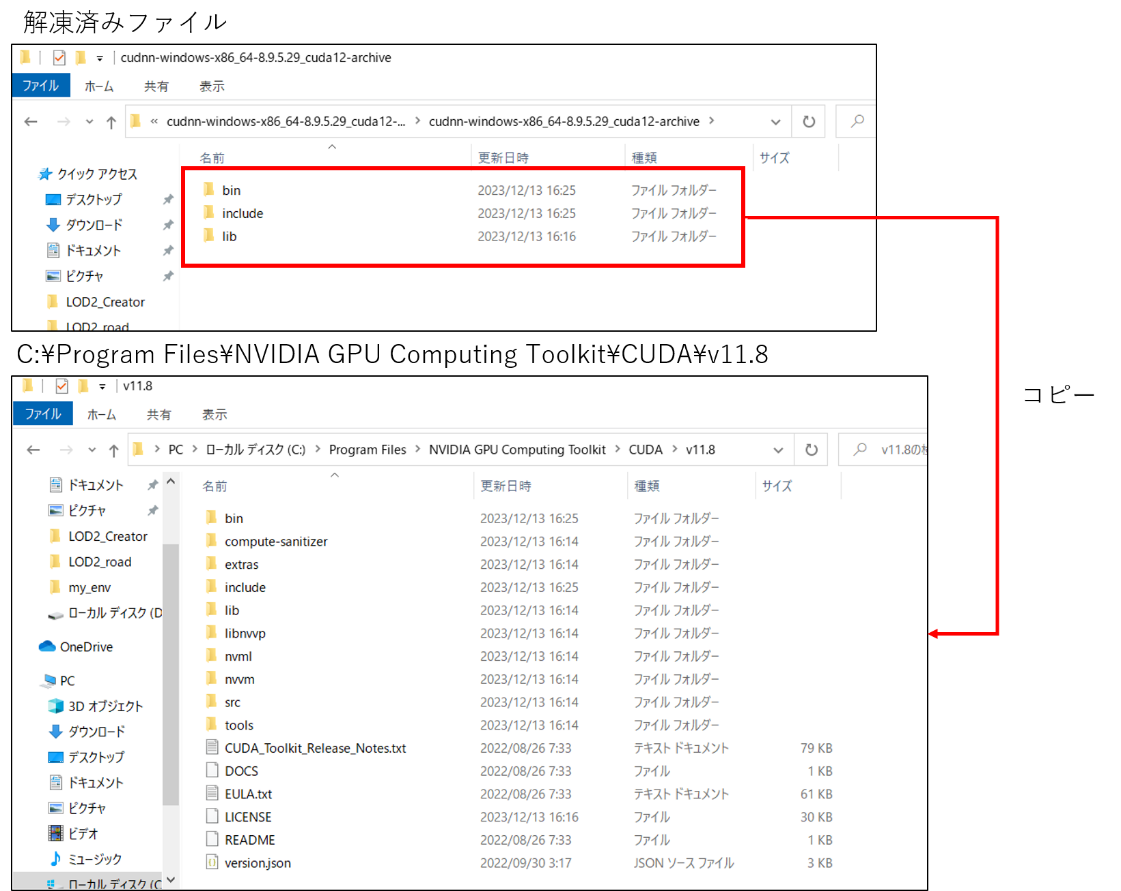 解凍済みファイル
cudnn-windows-x86_64-8.9.5.29_cuda12-archive
ファイル ホーム 共有 表示
« cudnn-windows-x86_64-8.9.5.29_cuda12-... > cudnn-windows-x86_64-8.9.5.29_cuda12-archive >
名前 更新日時 種類 サイズ
クイック アクセス
デスクトップ
ダウンロード
ドキュメント
ピクチャ
LOD2_Creator
LOD2_road
bin 2023/12/13 16:25 ファイル フォルダー
include 2023/12/13 16:25 ファイル フォルダー
lib 2023/12/13 16:16 ファイル フォルダー
C:¥Program Files¥NVIDIA GPU Computing Toolkit¥CUDA¥v11.8
コピー
v11.8
ファイル ホーム 共有 表示
> PC > ローカル ディスク (C:) > Program Files > NVIDIA GPU Computing Toolkit > CUDA > v11.8
v11.8の
名前 更新日時 種類 サイズ
ドキュメント
ピクチャ
LOD2_Creator
LOD2_road
my_env
ローカル ディスク (D
OneDrive
PC
3D オブジェクト
ダウンロード
デスクトップ
ドキュメント
ピクチャ
ビデオ
ミュージック
ローカル ディスク (C
bin 2023/12/13 16:25 ファイル フォルダー
compute-sanitizer 2023/12/13 16:14 ファイル フォルダー
extras 2023/12/13 16:14 ファイル フォルダー
include 2023/12/13 16:25 ファイル フォルダー
lib 2023/12/13 16:14 ファイル フォルダー
libnvvp 2023/12/13 16:14 ファイル フォルダー
nvml 2023/12/13 16:14 ファイル フォルダー
nvvm 2023/12/13 16:14 ファイル フォルダー
src 2023/12/13 16:14 ファイル フォルダー
tools 2023/12/13 16:14 ファイル フォルダー
CUDA_Toolkit_Release_Notes.txt 2022/08/26 7:33 テキスト ドキュメント 79 KB
DOCS 2022/08/26 7:33 ファイル 1 KB
EULA.txt 2022/08/26 7:33 テキスト ドキュメント 61 KB
LICENSE 2023/12/13 16:16 ファイル 30 KB
README 2022/08/26 7:33 ファイル 1 KB
version.json 2022/09/30 3:17 JSON ソース ファイル 3 KB